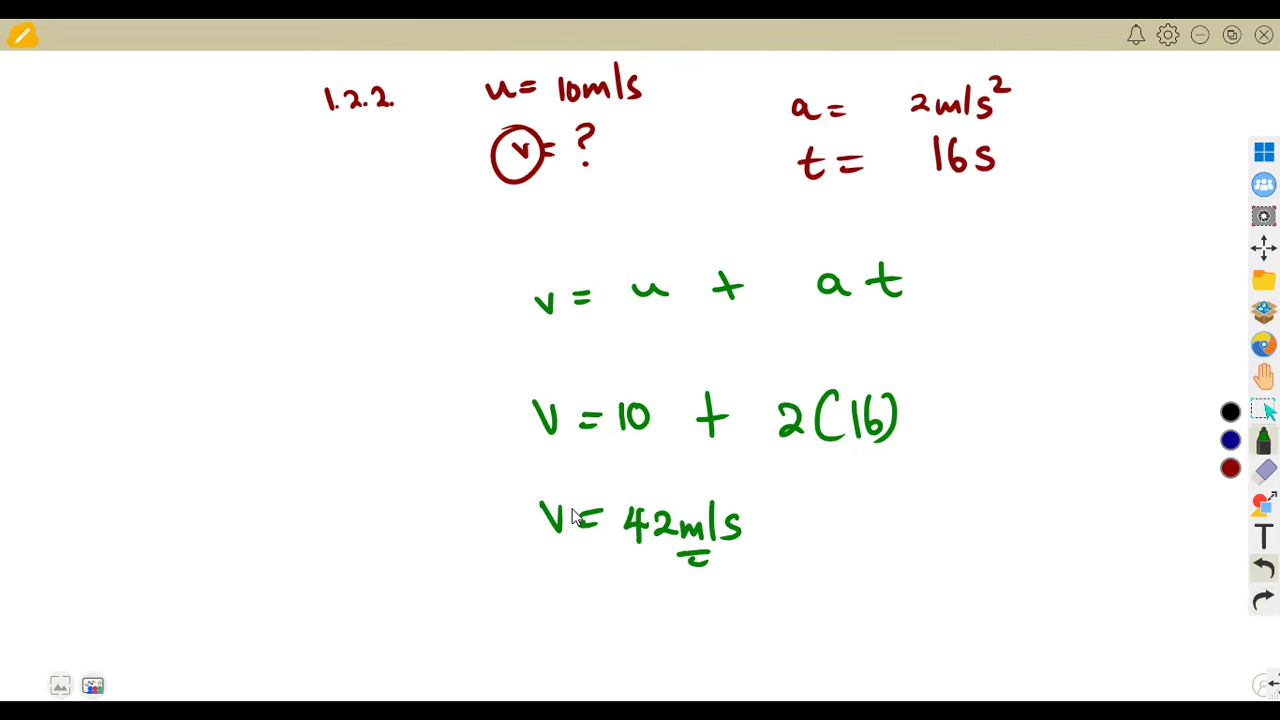 1.2.2. u = 10m/s a = 2m/s²
v = ? t = 16s
v = u + at
V = 10 + 2(16)
V = 42m/s
T